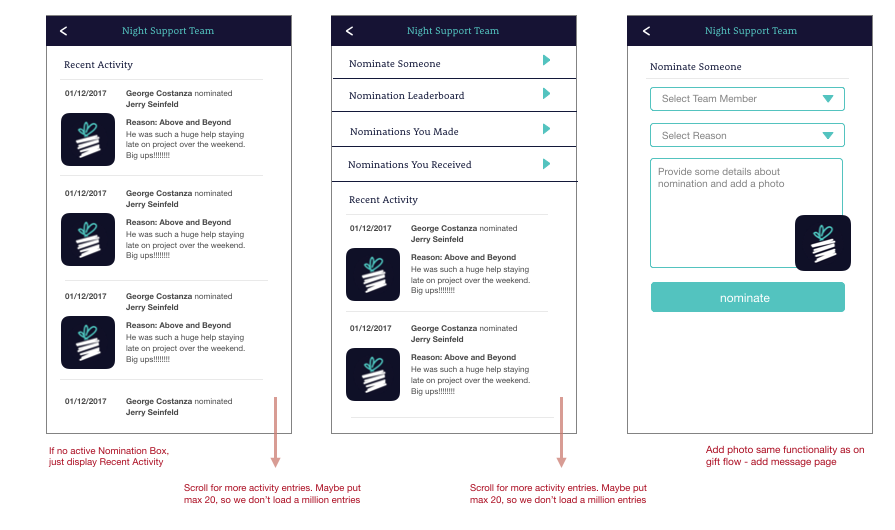 <
Night Support Team
Recent Activity
01/12/2017
George Costanza nominated
Jerry Seinfeld
Reason: Above and Beyond
He was such a huge help staying
late on project over the weekend.
Big ups!!!!!!!!
01/12/2017
George Costanza nominated
Jerry Seinfeld
Reason: Above and Beyond
He was such a huge help staying
late on project over the weekend.
Big ups!!!!!!!!
01/12/2017
George Costanza nominated
Jerry Seinfeld
Reason: Above and Beyond
He was such a huge help staying
late on project over the weekend.
Big ups!!!!!!!!
01/12/2017
George Costanza nominated
Jerry Seinfeld
If no active Nomination Box,
just display Recent Activity
Scroll for more activity entries. Maybe put
max 20, so we don't load a million entries
<
Night Support Team
Nominate Someone
Nomination Leaderboard
Nominations You Made
Nominations You Received
Recent Activity
01/12/2017
George Costanza nominated
Jerry Seinfeld
Reason: Above and Beyond
He was such a huge help staying
late on project over the weekend.
Big ups!!!!!!!!
01/12/2017
George Costanza nominated
Jerry Seinfeld
Reason: Above and Beyond
He was such a huge help staying
late on project over the weekend.
Big ups!!!!!!!!
Scroll for more activity entries. Maybe put
max 20, so we don't load a million entries
<
Night Support Team
Nominate Someone
Select Team Member
Select Reason
Provide some details about
nomination and add a photo
nominate
Add photo same functionality as on
gift flow - add message page